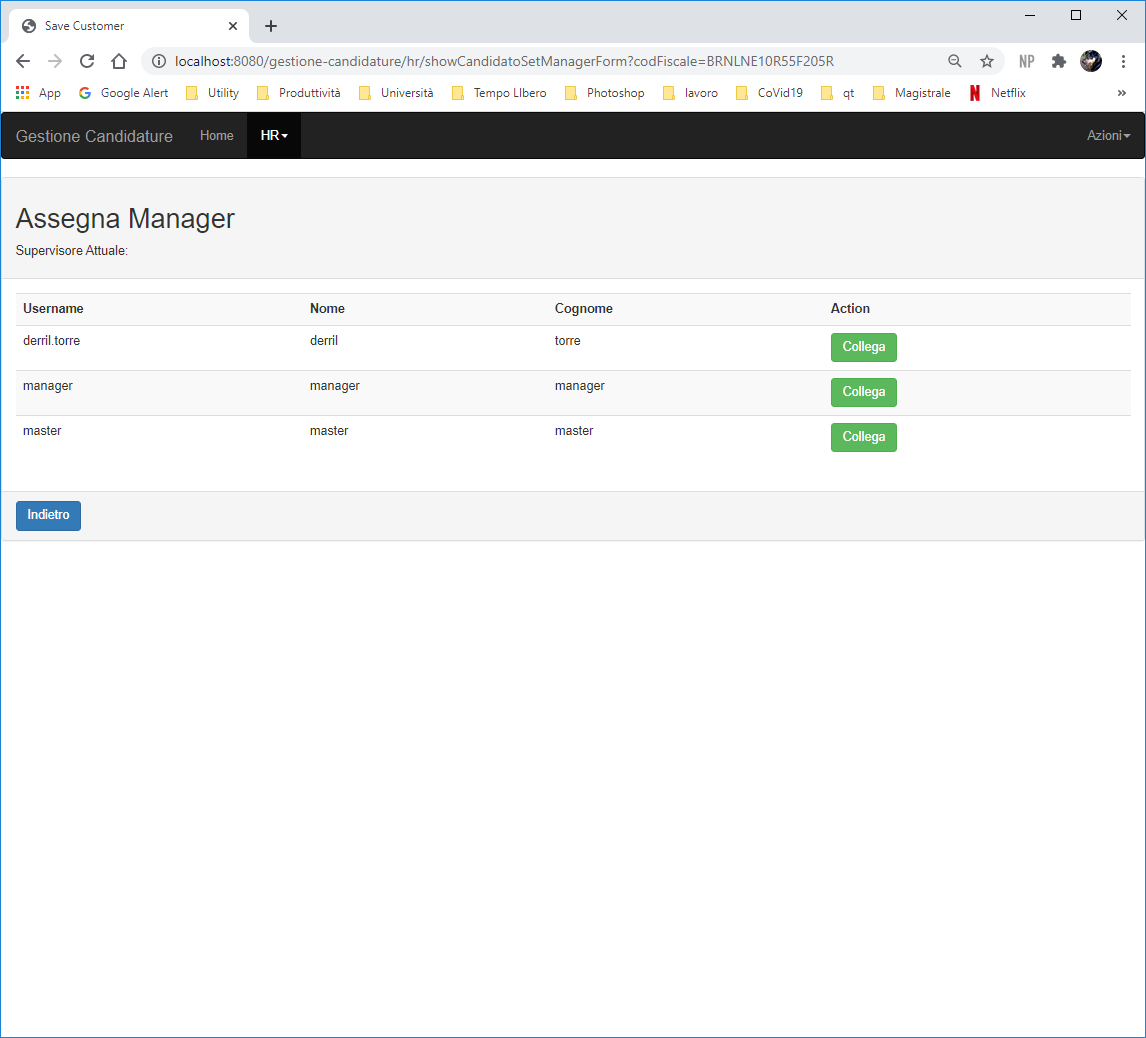 Save Customer
localhost:8080/gestione-candidature/hr/showCandidatoSetManagerForm?codFiscale=BRNLNE10R55F205R NP
App Google Alert Utility Produttività Università Tempo LIbero Photoshop lavoro CoVid19 qt Magistrale Netflix »
Gestione Candidature Home HR Azioni
Assegna Manager
Supervisore Attuale:
Username Nome Cognome Action
derril.torre derril torre Collega
manager manager manager Collega
master master master Collega
Indietro